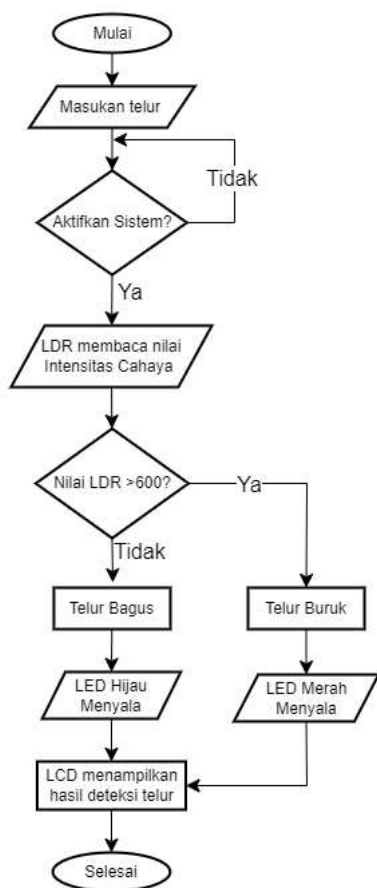 Mulai
Masukan telur
Tidak
Aktifkan Sistem?
Ya
LDR membaca nilai
Intensitas Cahaya
Nilai LDR >600?
Ya
Tidak
Telur Bagus
Telur Buruk
LED Hijau
Menyala
LED Merah
Menyala
LCD menampilkan
hasil deteksi telur
Selesai